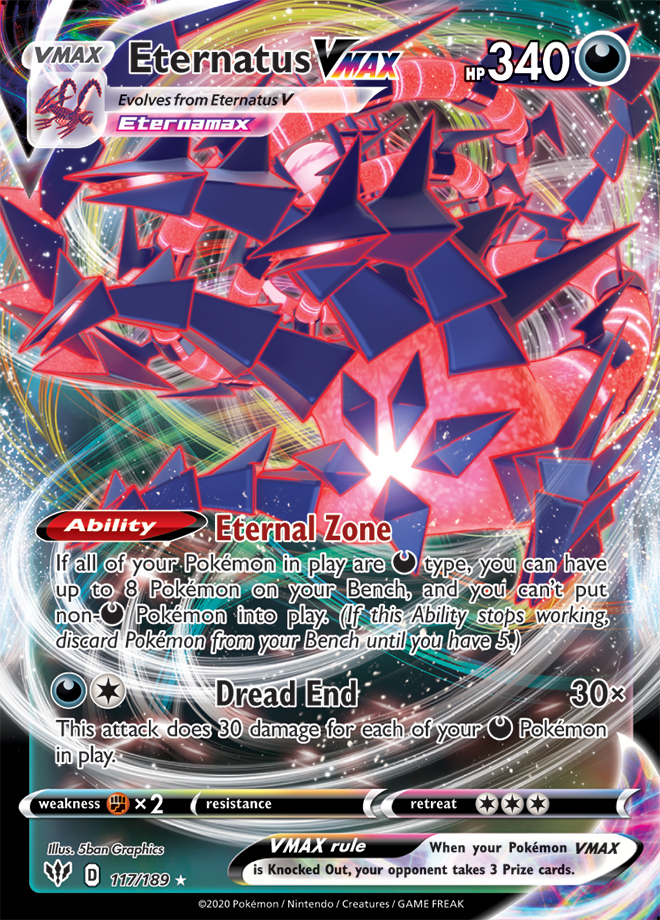 VMAX
Eternatus VMAX
HP 340
Evolves from Eternatus V
Eternamax
Ability Eternal Zone
If all of your Pokémon in play are type, you can have
up to 8 Pokémon on your Bench, and you can't put
non- Pokémon into play. (If this Ability stops working,
discard Pokémon from your Bench until you have 5.)
Dread End 30×
This attack does 30 damage for each of your Pokémon
in play.
weakness ×2 resistance retreat
Illus. 5ban Graphics
VMAX rule When your Pokémon VMAX
is Knocked Out, your opponent takes 3 Prize cards.
D 117/189 ★
©2020 Pokémon / Nintendo / Creatures / GAME FREAK